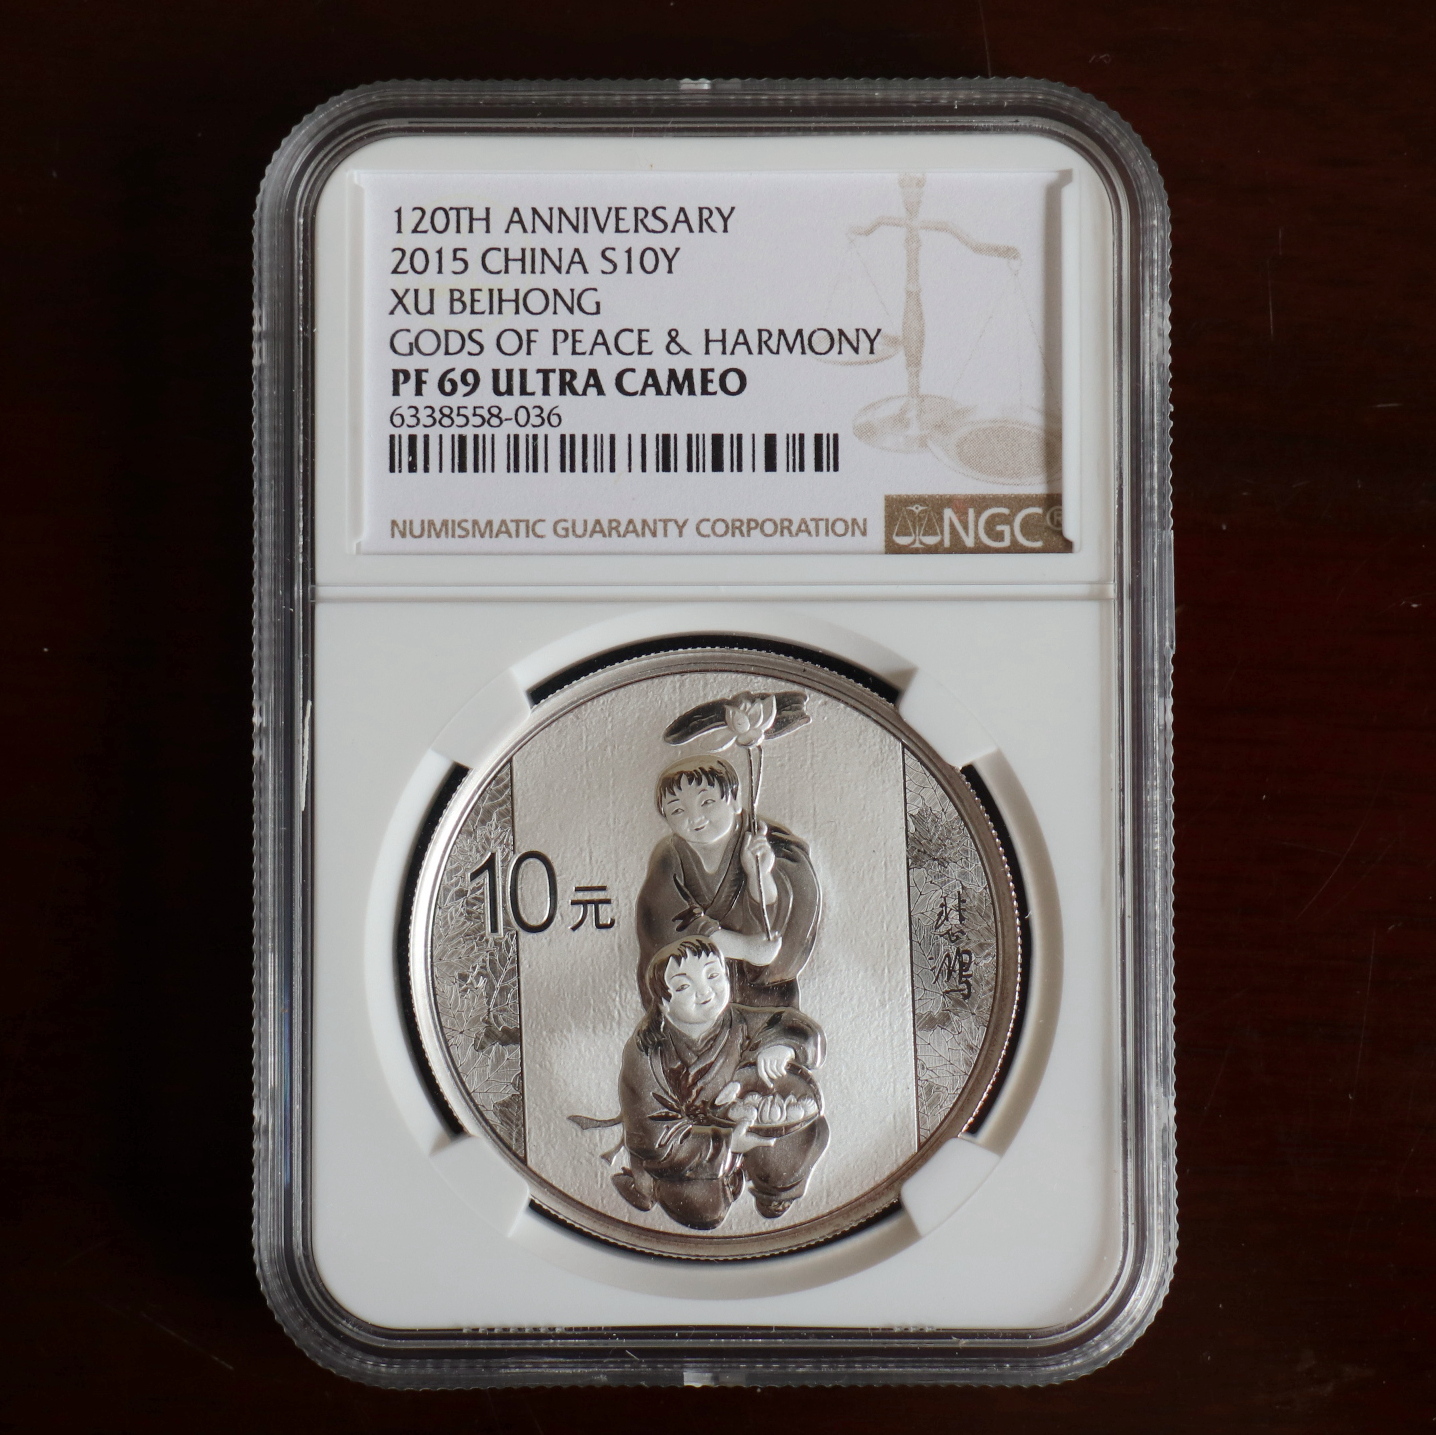 120TH ANNIVERSARY
2015 CHINA S10Y
XU BEIHONG
GODS OF PEACE & HARMONY
PF 69 ULTRA CAMEO
6338558-036
NUMISMATIC GUARANTY CORPORATION
NGC®
10元
悲鴻